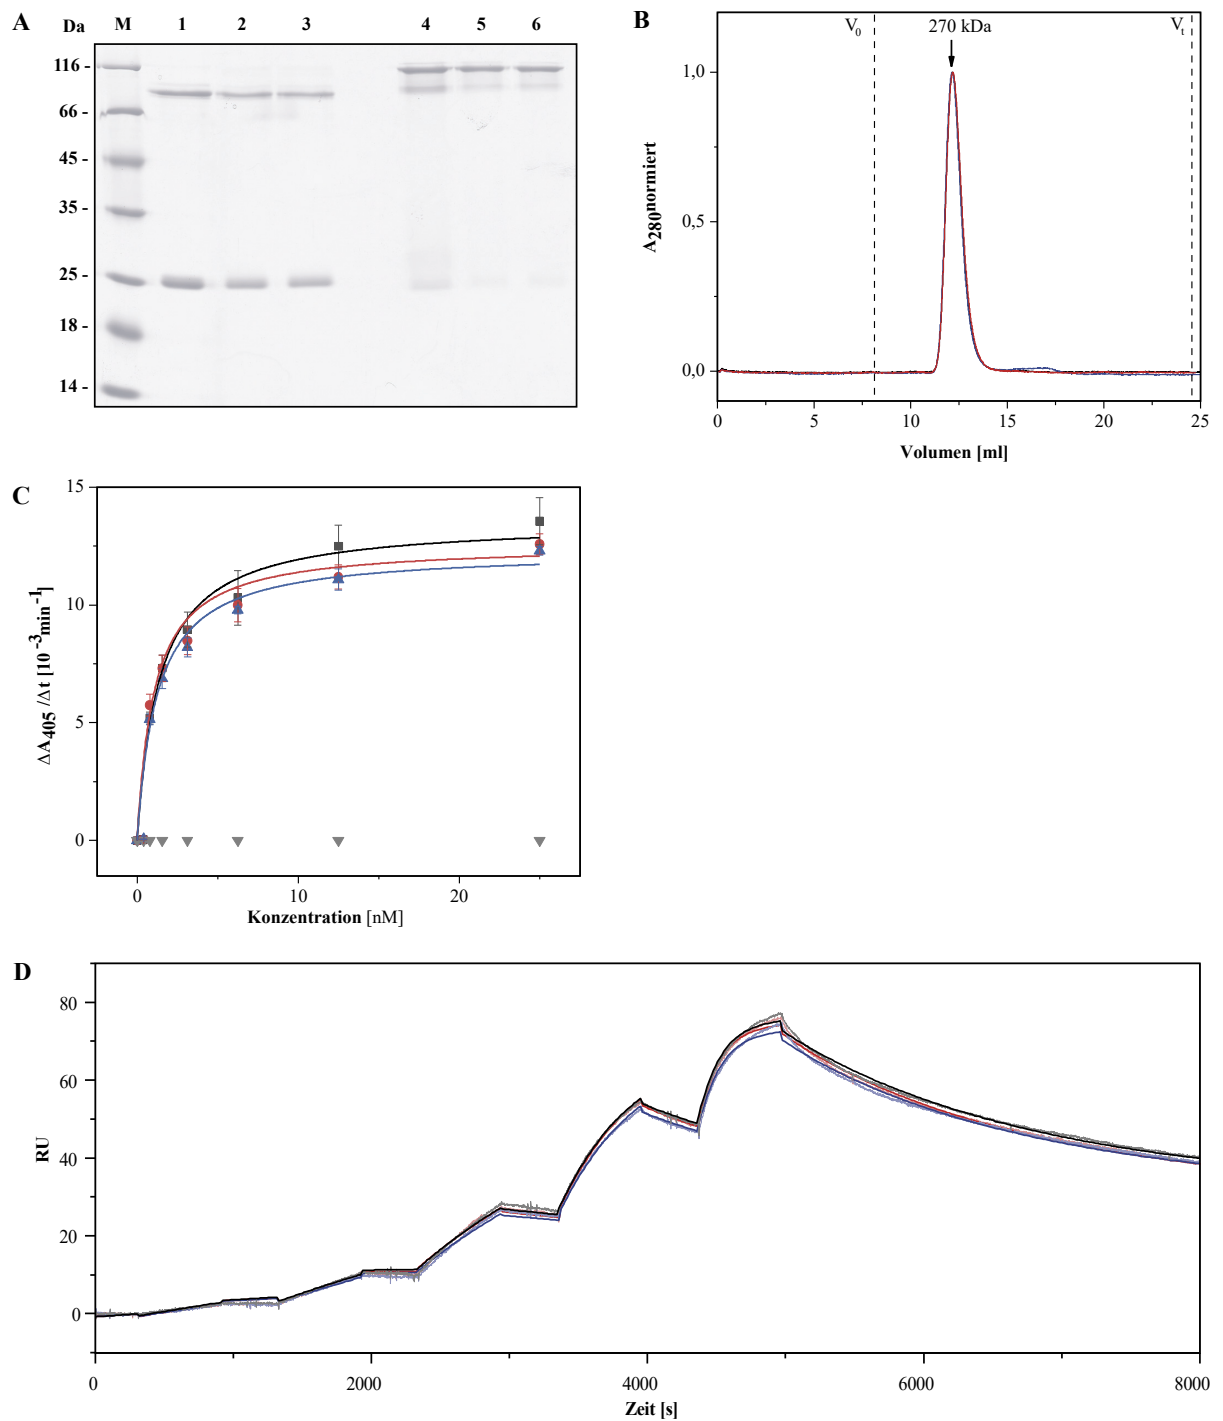 A
Da M 1 2 3 4 5 6
116 -
66 -
45 -
35 -
25 -
18 -
14 -
B
V0 270 kDa Vt
1,0
0,5
0,0
A280normiert
0 5 10 15 20 25
Volumen [ml]
C
15
10
5
0
ΔA405 /Δt [10 -3min -1]
0 10 20
Konzentration [nM]
D
80
60
40
20
0
RU
0 2000 4000 6000 8000
Zeit [s]